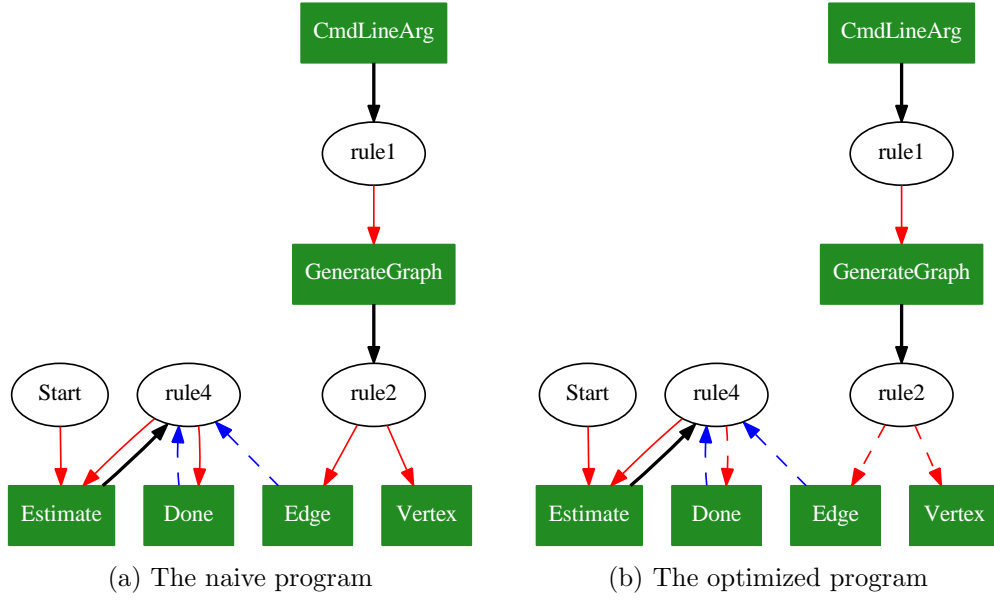 CmdLineArg
rule1
GenerateGraph
Start
rule4
rule2
Estimate
Done
Edge
Vertex
(a) The naive program
CmdLineArg
rule1
GenerateGraph
Start
rule4
rule2
Estimate
Done
Edge
Vertex
(b) The optimized program